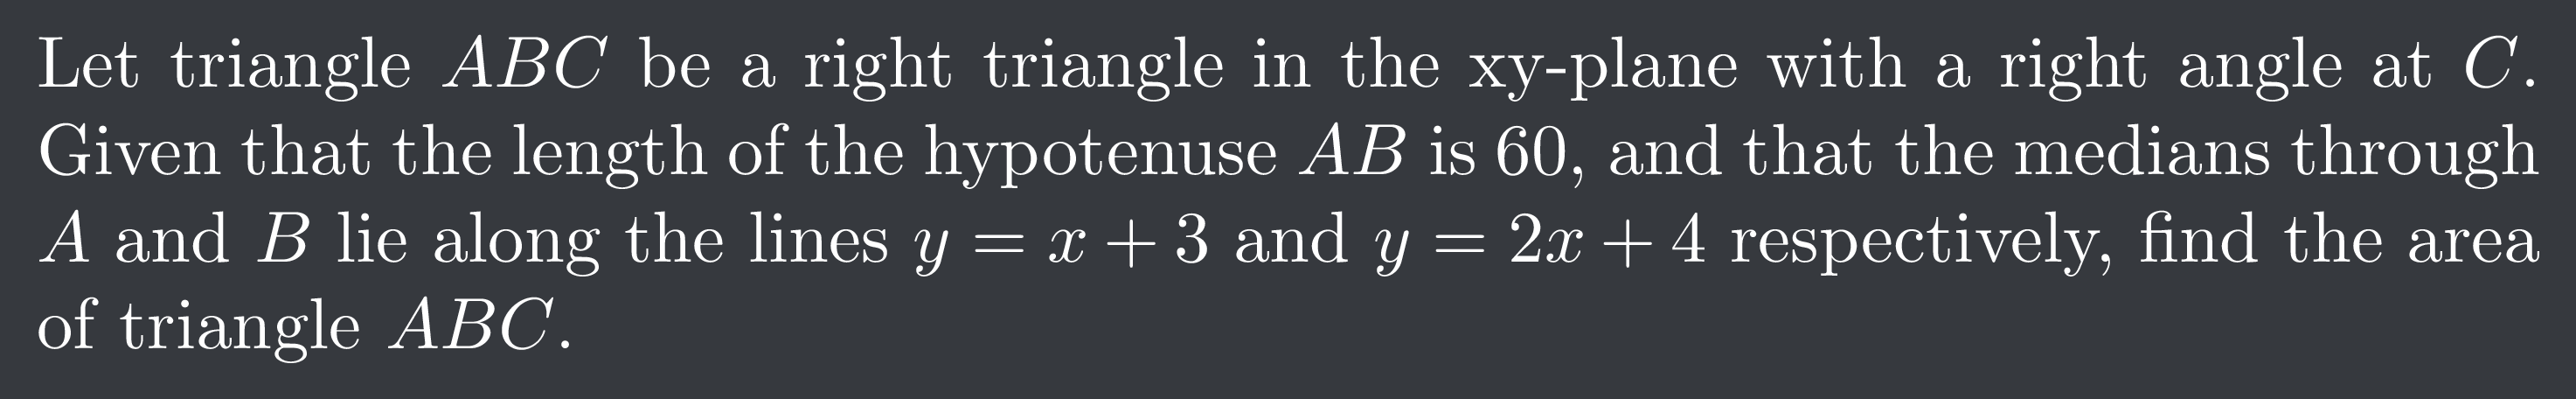 Let triangle ABC be a right triangle in the xy-plane with a right angle at C.
Given that the length of the hypotenuse AB is 60, and that the medians through
A and B lie along the lines y = x + 3 and y = 2x + 4 respectively, find the area
of triangle ABC.